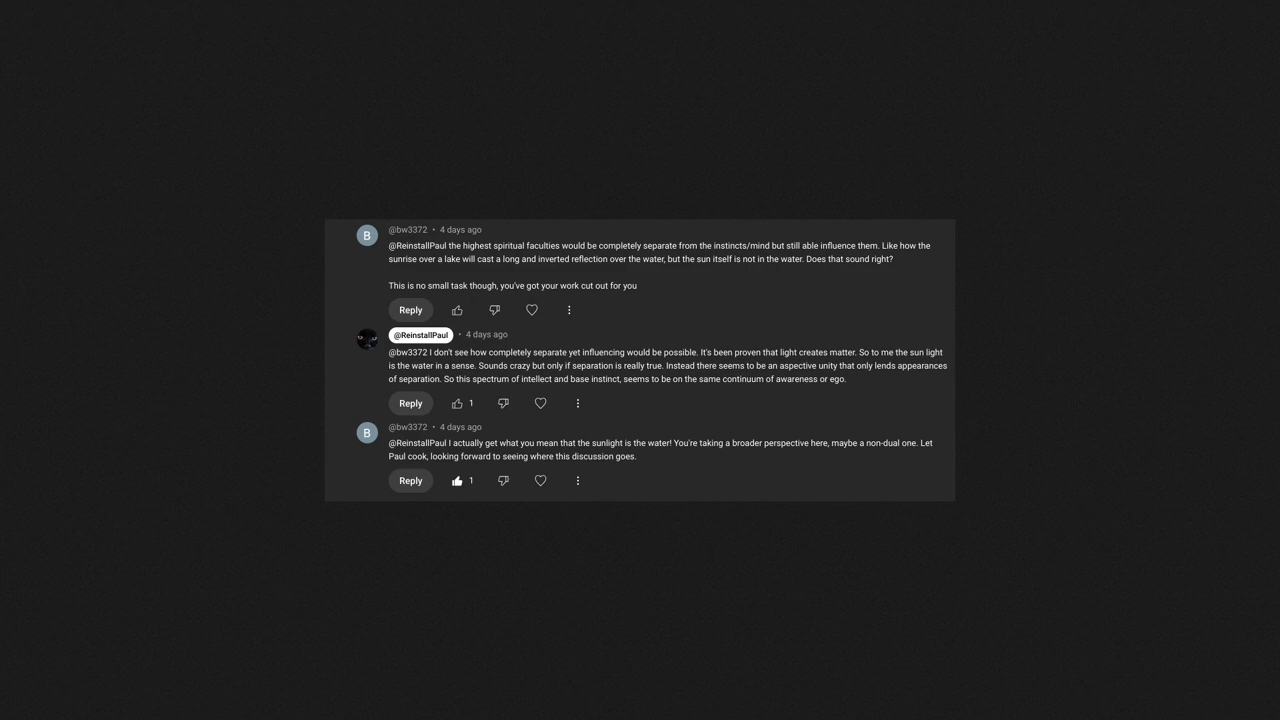 @bw3372 • 4 days ago
B
@ReinstallPaul the highest spiritual faculties would be completely separate from the instincts/mind but still able influence them. Like how the
sunrise over a lake will cast a long and inverted reflection over the water, but the sun itself is not in the water. Does that sound right?
This is no small task though, you've got your work cut out for you
Reply
@ReinstallPaul • 4 days ago
@bw3372 I don't see how completely separate yet influencing would be possible. It's been proven that light creates matter. So to me the sun light
is the water in a sense. Sounds crazy but only if separation is really true. Instead there seems to be an aspective unity that only lends appearances
of separation. So this spectrum of intellect and base instinct, seems to be on the same continuum of awareness or ego.
Reply 1
@bw3372 • 4 days ago
B
@ReinstallPaul I actually get what you mean that the sunlight is the water! You're taking a broader perspective here, maybe a non-dual one. Let
Paul cook, looking forward to seeing where this discussion goes.
Reply 1